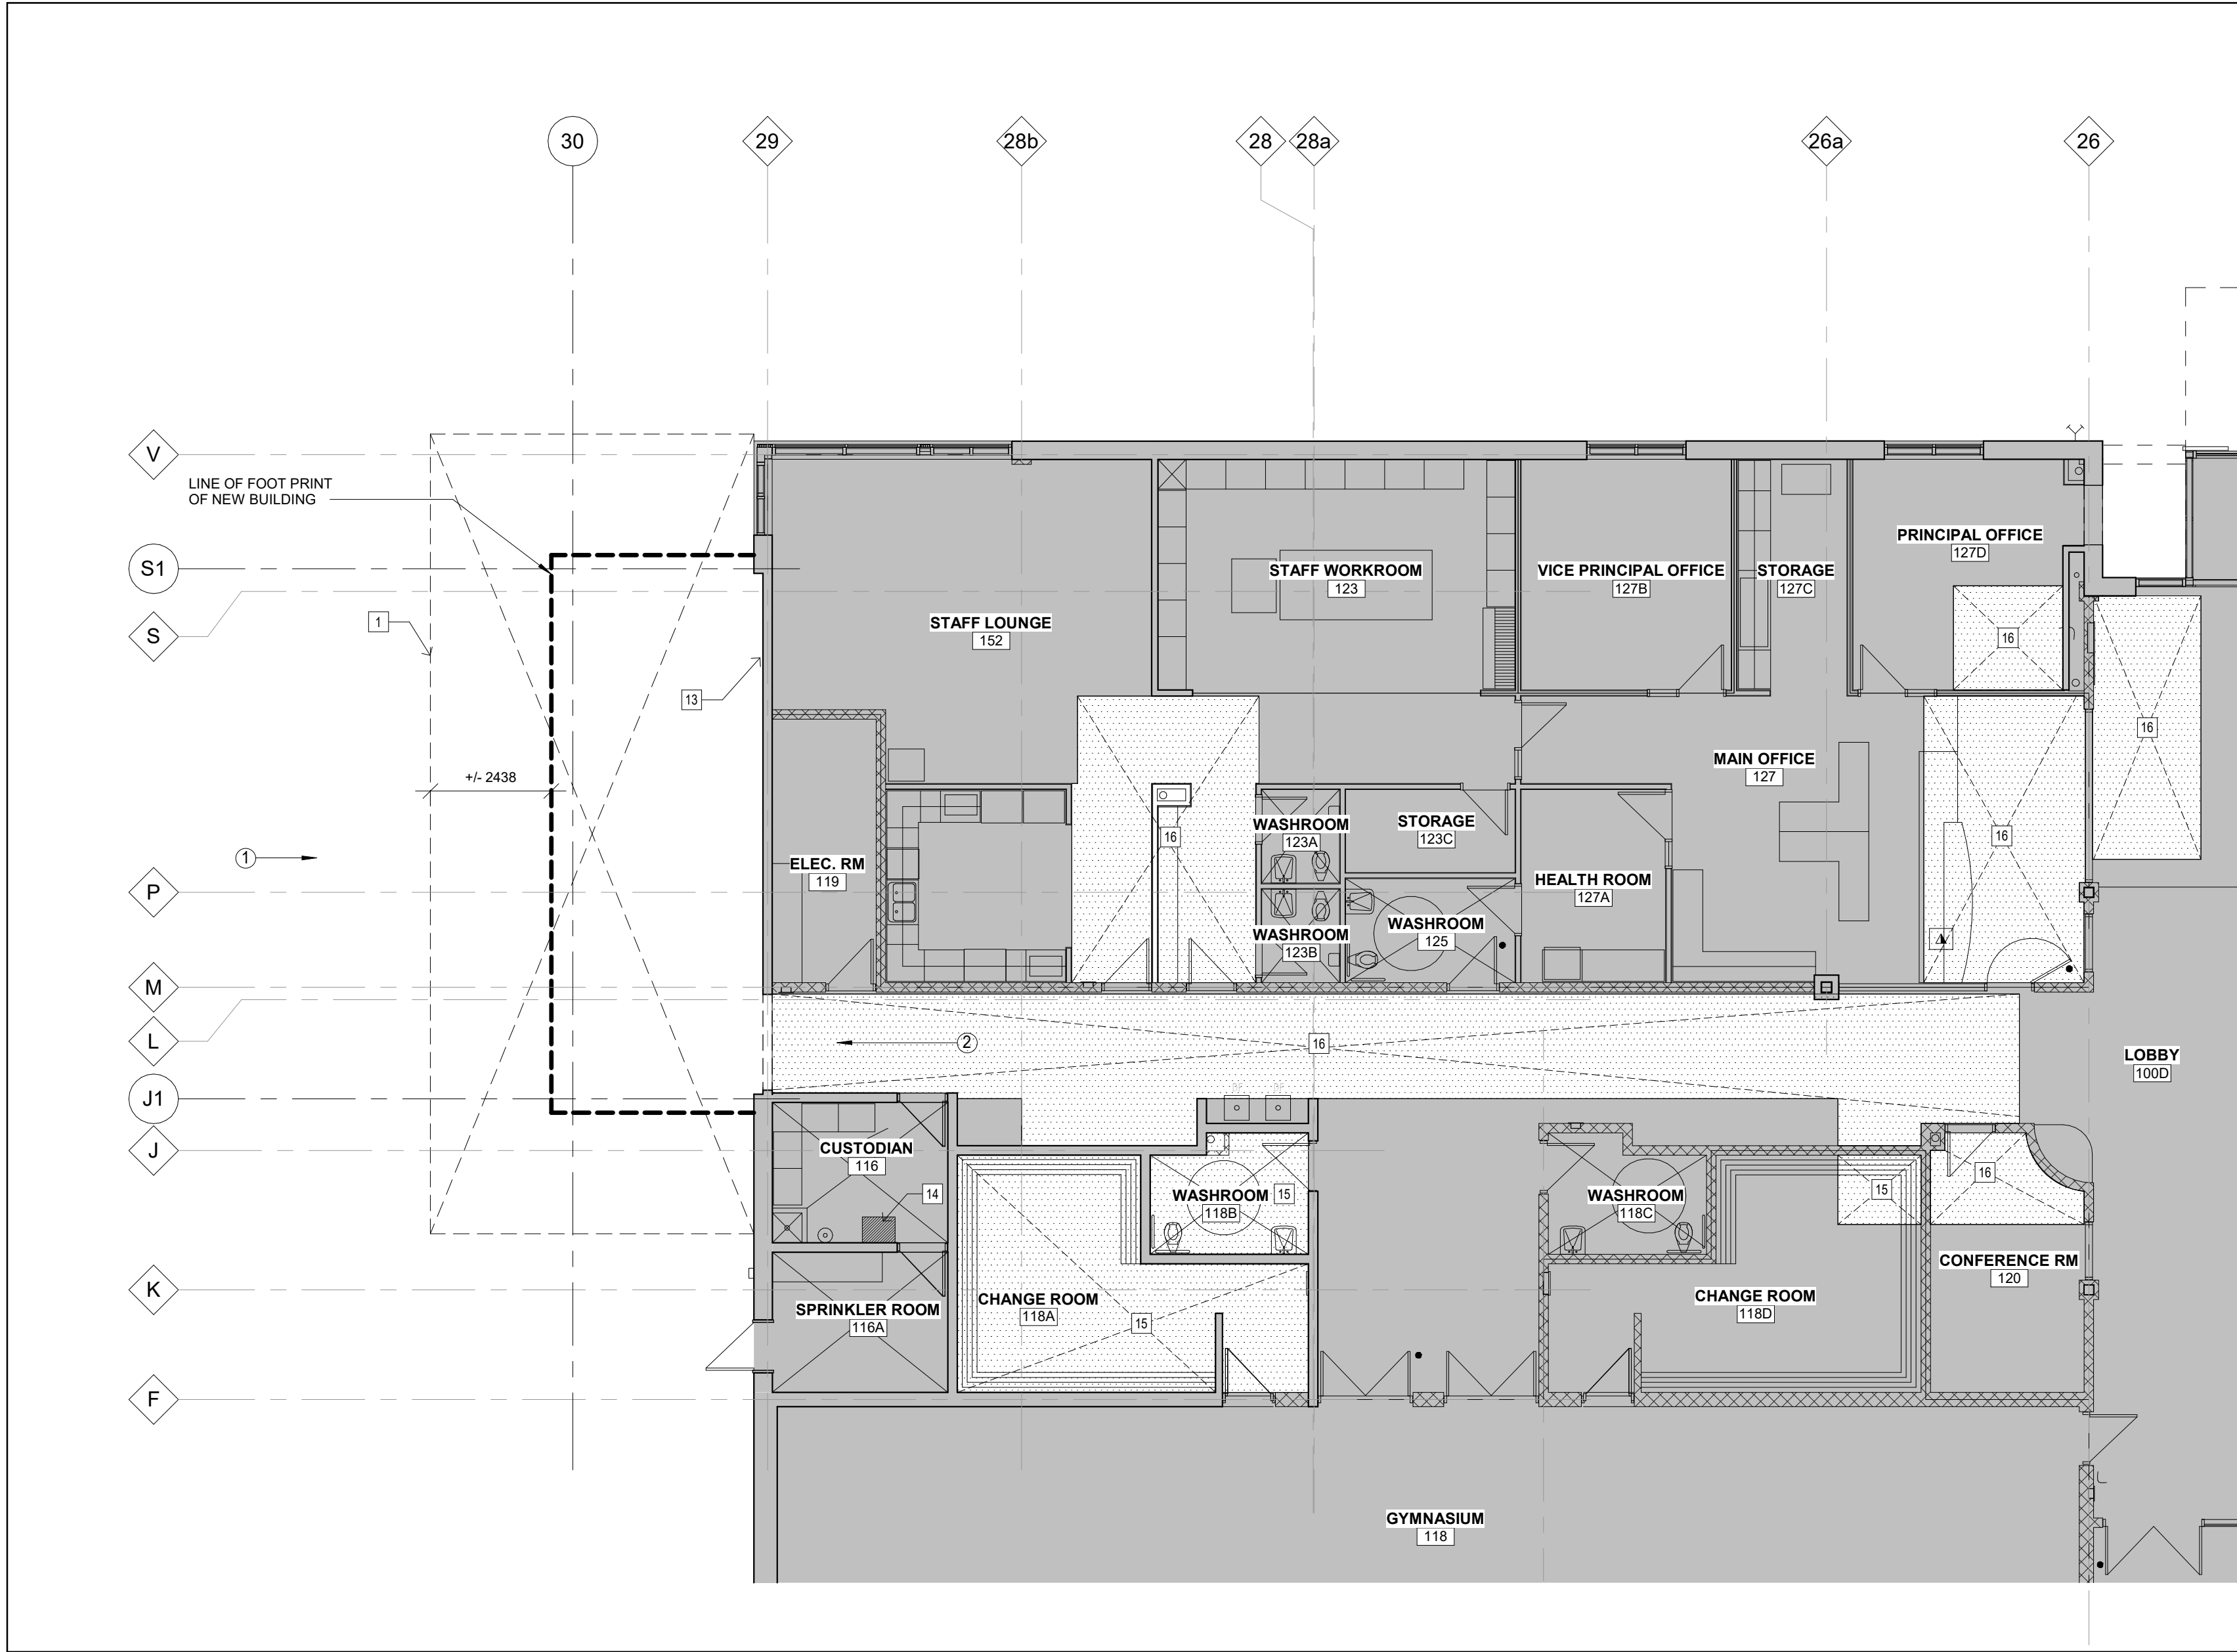 30
29
28b
28
28a
26a
26
V
LINE OF FOOT PRINT
OF NEW BUILDING
S1
S
1
13
+/- 2438
1
P
M
L
J1
J
K
F
PRINCIPAL OFFICE
127D
STAFF WORKROOM
123
VICE PRINCIPAL OFFICE
127B
STORAGE
127C
STAFF LOUNGE
152
16
16
MAIN OFFICE
127
WASHROOM
123A
STORAGE
123C
16
16
ELEC. RM
119
HEALTH ROOM
127A
WASHROOM
123B
WASHROOM
125
2
16
LOBBY
100D
DF
DF
CUSTODIAN
116
14
WASHROOM
118B
15
WASHROOM
118C
15
16
CONFERENCE RM
120
SPRINKLER ROOM
116A
CHANGE ROOM
118A
15
CHANGE ROOM
118D
GYMNASIUM
118